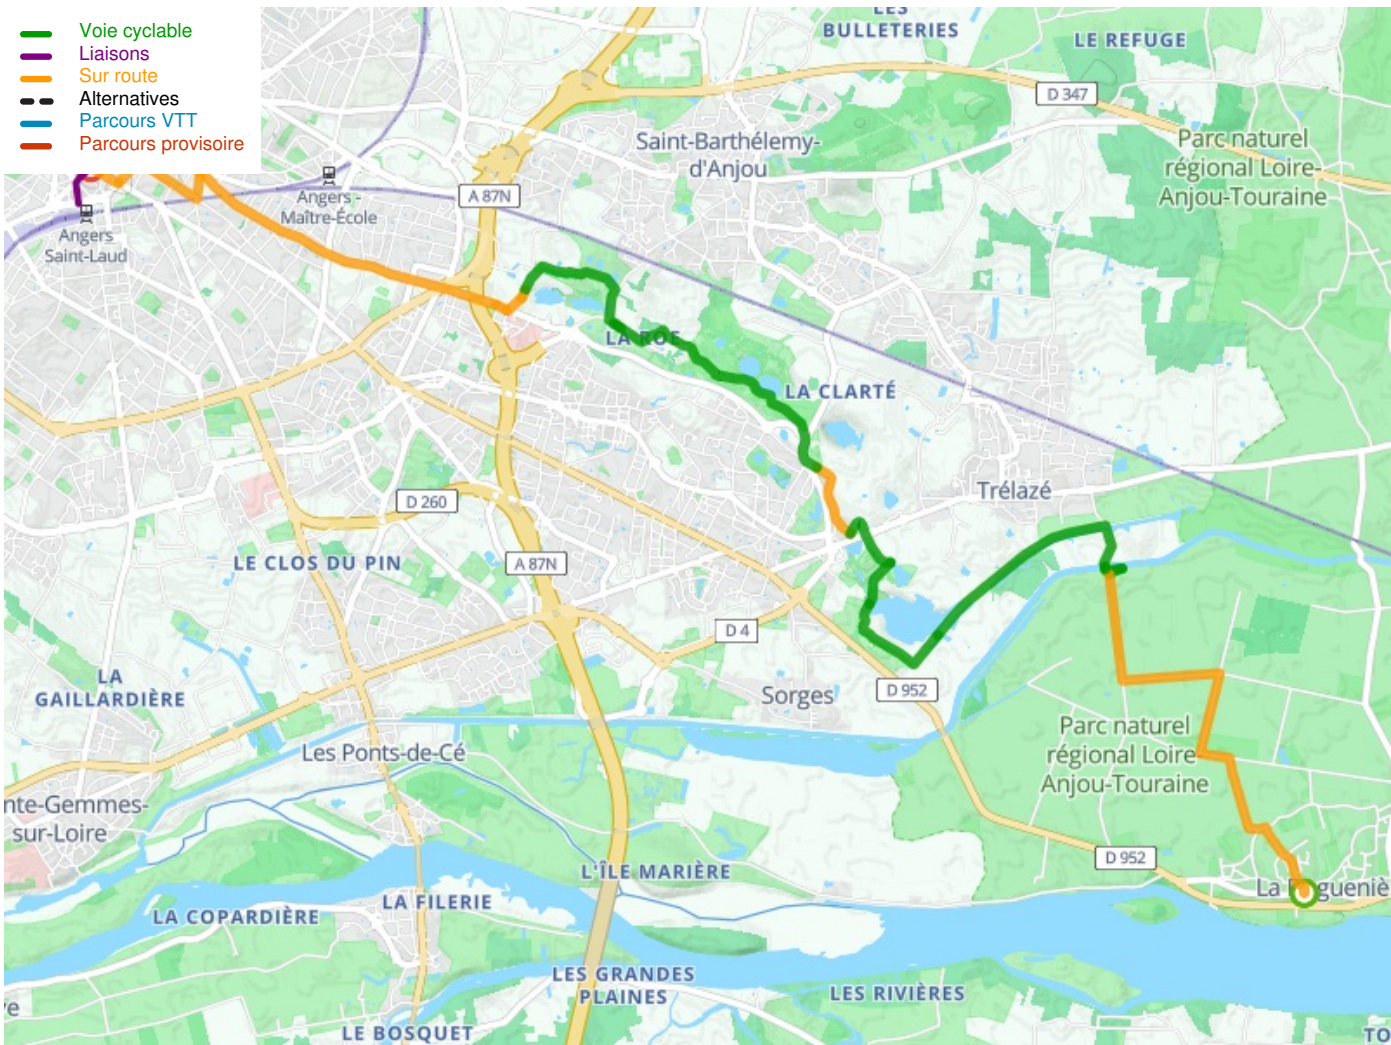 Voie cyclable
Liaisons
Sur route
Alternatives
Parcours VTT
Parcours provisoire
LES
BULLETERIES
LE REFUGE
D 347
Saint-Barthélemy-
d'Anjou
Parc naturel
régional Loire-
Anjou-Touraine
A 87N
Angers -
Maître-École
Angers
Saint-Laud
LA ROE
LA CLARTÉ
Trélazé
D 260
LE CLOS DU PIN
A 87N
D 4
LA
GAILLARDIÈRE
Sorges
D 952
Les Ponts-de-Cé
Parc naturel
régional Loire-
Anjou-Touraine
nte-Gemmes-
sur-Loire
D 952
L'ÎLE MARIÈRE
La gueniè
LA FILERIE
LA COPARDIÈRE
LES GRANDES
PLAINES
LES RIVIÈRES
LE BOSQUET
TO